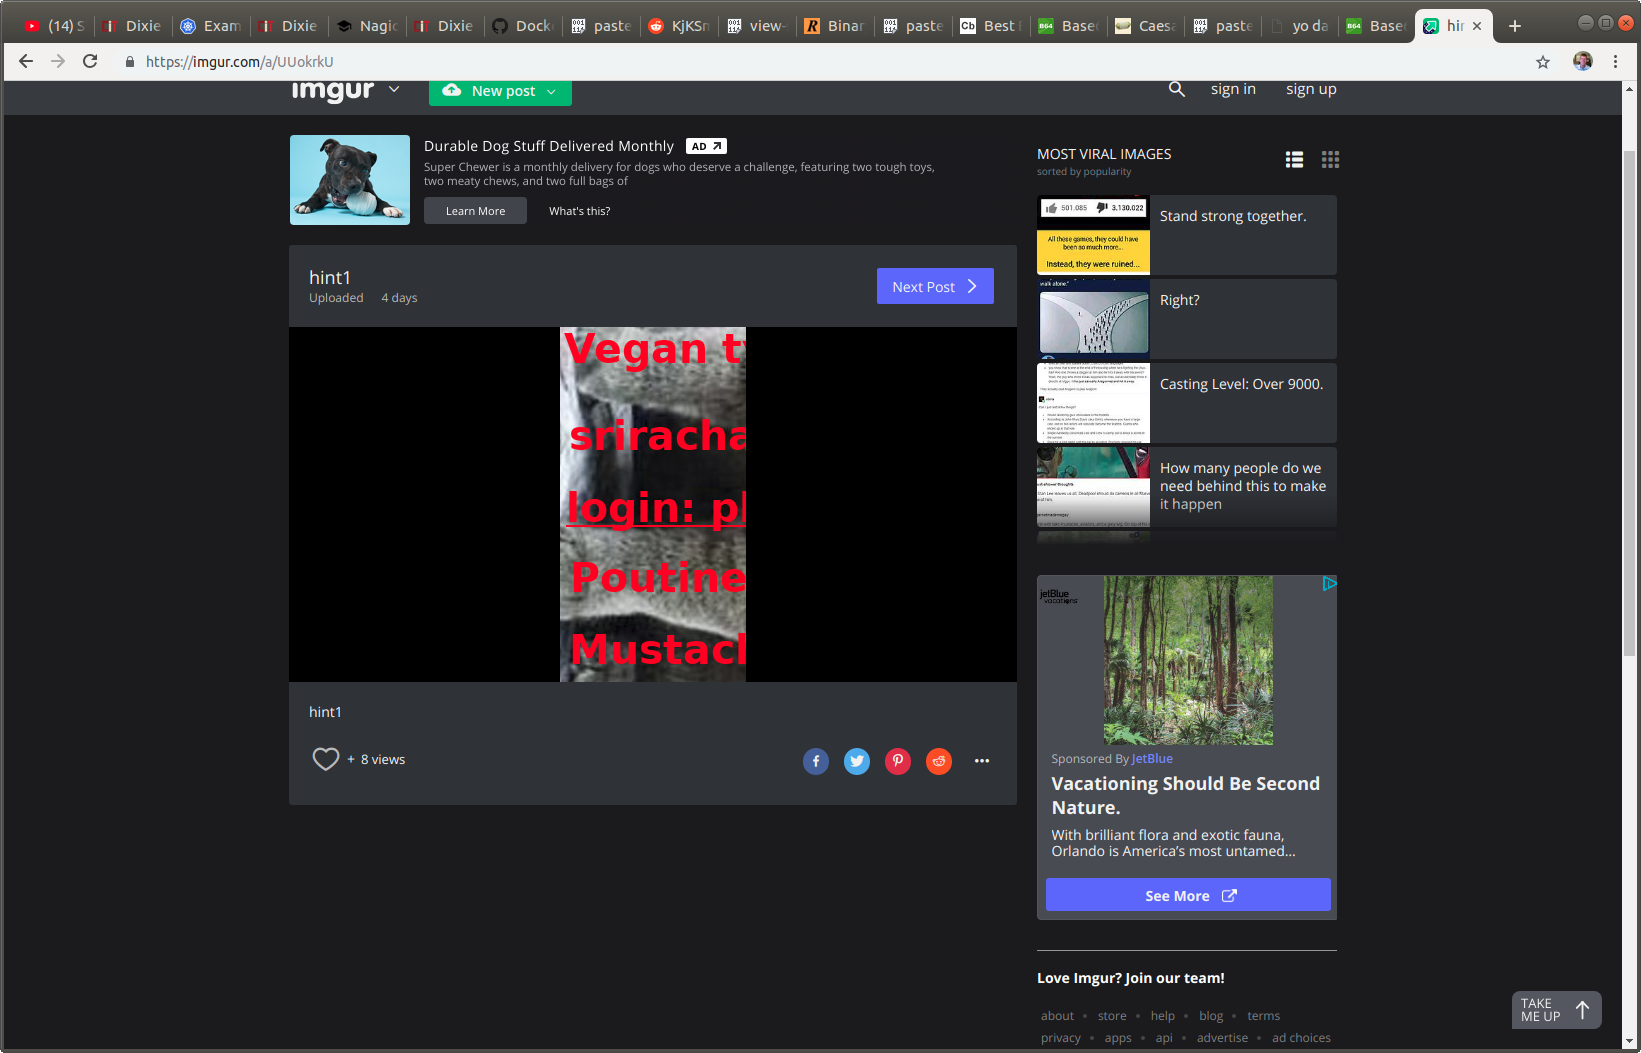 (14) S
Dixie
Exam
Dixie
Nagio
Dixie
Docke
paste
KjKSn
view-
Binar
paste
Best
Base
Caesa
paste
yo da
Base
hin
https://imgur.com/a/UUokrkU
imgur
New post
sign in
sign up
Durable Dog Stuff Delivered Monthly AD
Super Chewer is a monthly delivery for dogs who deserve a challenge, featuring two tough toys,
two meaty chews, and two full bags of
Learn More
What's this?
hint1
Uploaded 4 days
Next Post
Vegan t
sriracha
login: pl
Poutine
Mustach
hint1
+ 8 views
MOST VIRAL IMAGES
sorted by popularity
501.085 3.130.022
All these games, they could have
been so much more...
Instead, they were ruined...
Stand strong together.
walk alone."
Right?
Casting Level: Over 9000.
How many people do we
need behind this to make
it happen
jetBlue
vacations
Sponsored By JetBlue
Vacationing Should Be Second
Nature.
With brilliant flora and exotic fauna,
Orlando is America's most untamed...
See More
Love Imgur? Join our team!
about • store • help • blog • terms
privacy • apps • api • advertise • ad choices
TAKE
ME UP